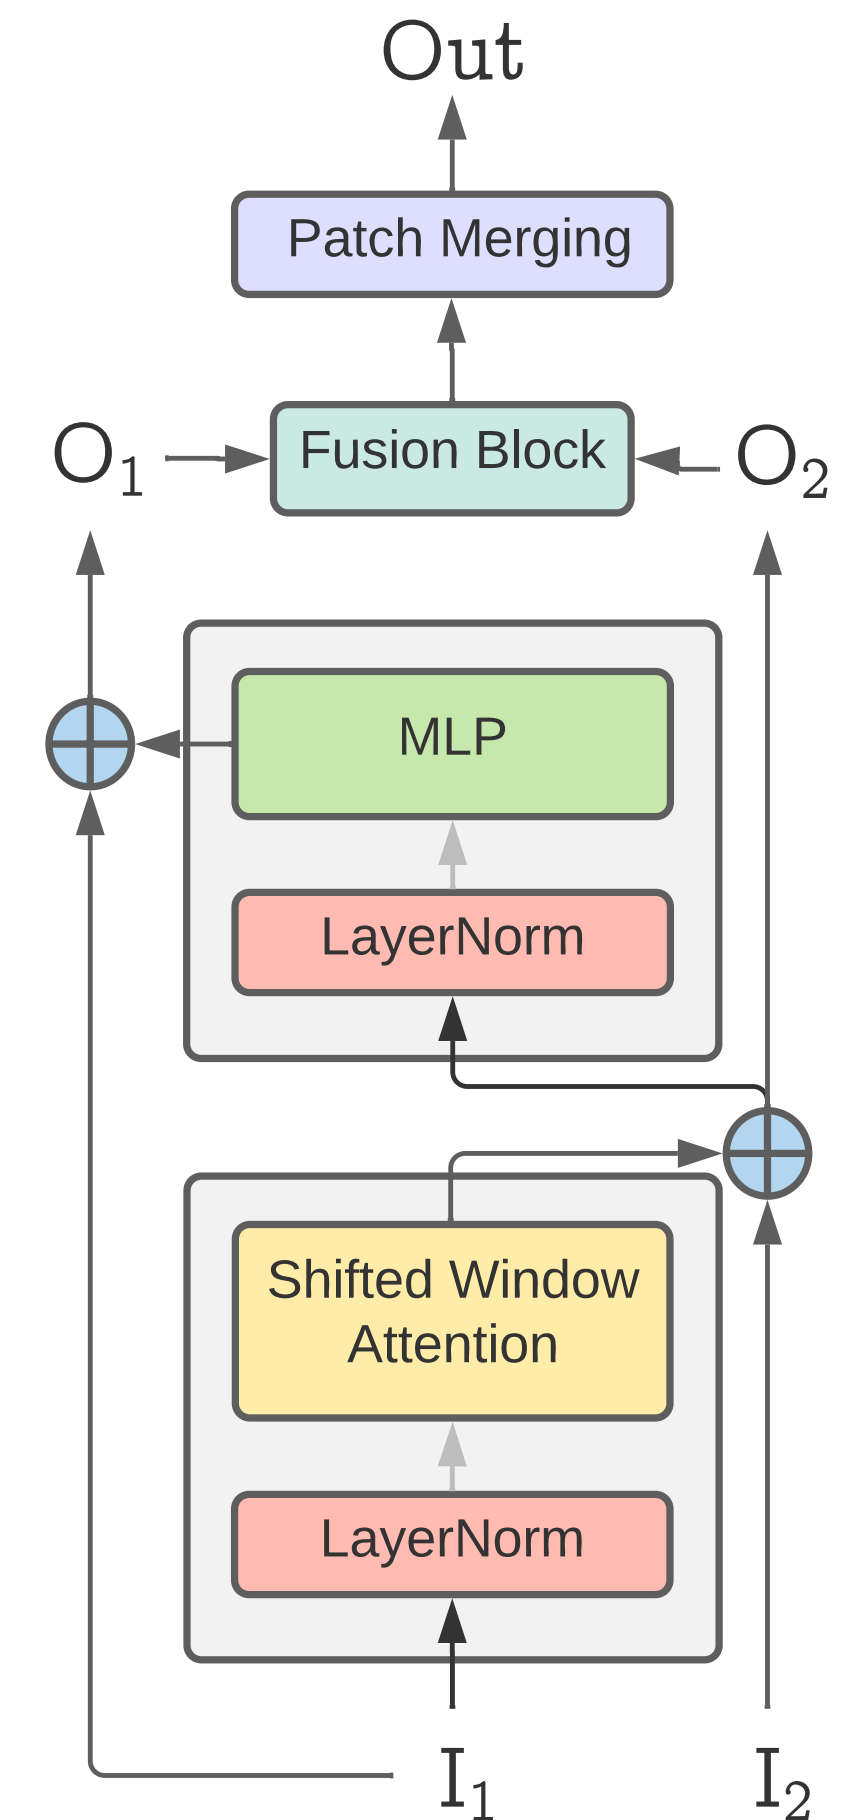 Out
Patch Merging
O₁
Fusion Block
O₂
MLP
LayerNorm
Shifted Window
Attention
LayerNorm
I₁
I₂